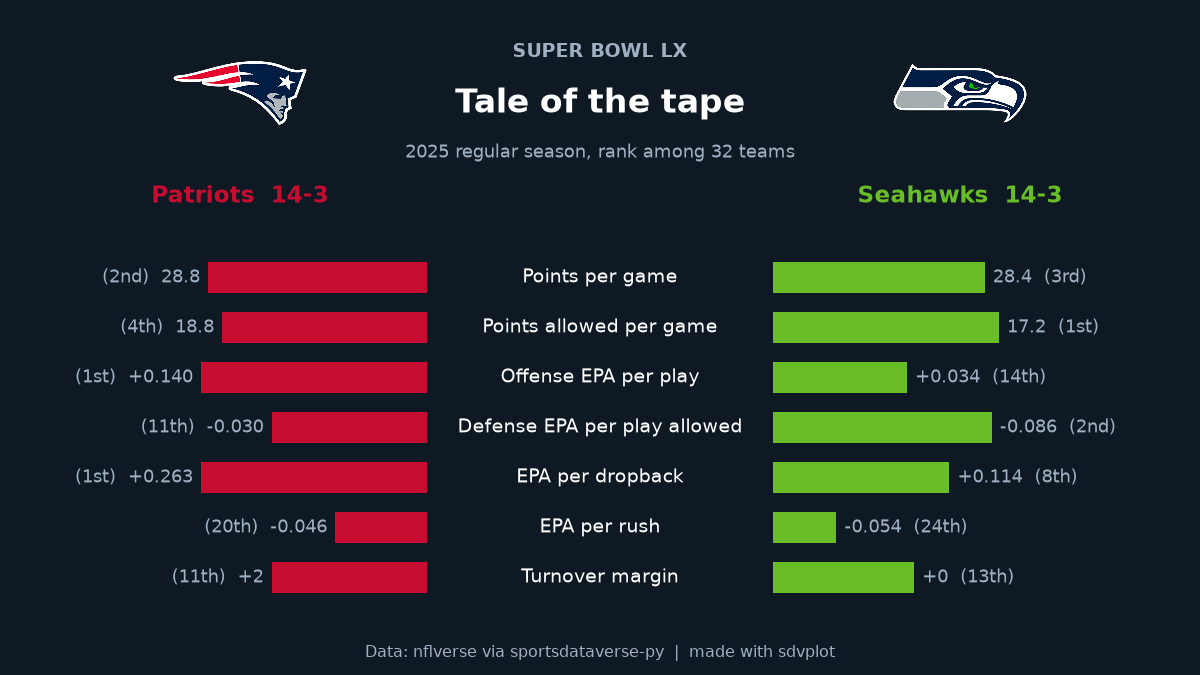 SUPER BOWL LX
Tale of the tape
2025 regular season, rank among 32 teams
Patriots 14-3
Seahawks 14-3
(2nd) 28.8 Points per game 28.4 (3rd)
(4th) 18.8 Points allowed per game 17.2 (1st)
(1st) +0.140 Offense EPA per play +0.034 (14th)
(11th) -0.030 Defense EPA per play allowed -0.086 (2nd)
(1st) +0.263 EPA per dropback +0.114 (8th)
(20th) -0.046 EPA per rush -0.054 (24th)
(11th) +2 Turnover margin +0 (13th)
Data: nflverse via sportsdataverse-py | made with sdvplot